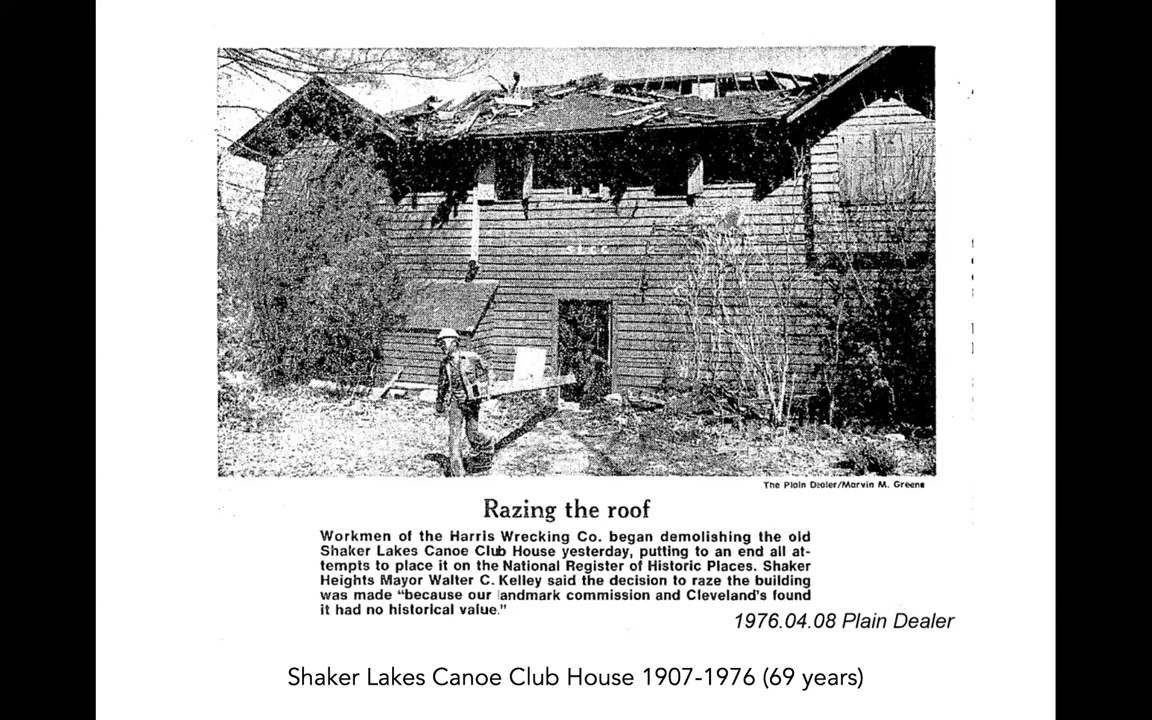 SLCC
The Plain Dealer/Marvin M. Greene
Razing the roof
Workmen of the Harris Wrecking Co. began demolishing the old
Shaker Lakes Canoe Club House yesterday, putting to an end all at-
tempts to place it on the National Register of Historic Places. Shaker
Heights Mayor Walter C. Kelley said the decision to raze the building
was made "because our landmark commission and Cleveland's found
it had no historical value."
1976.04.08 Plain Dealer
Shaker Lakes Canoe Club House 1907-1976 (69 years)